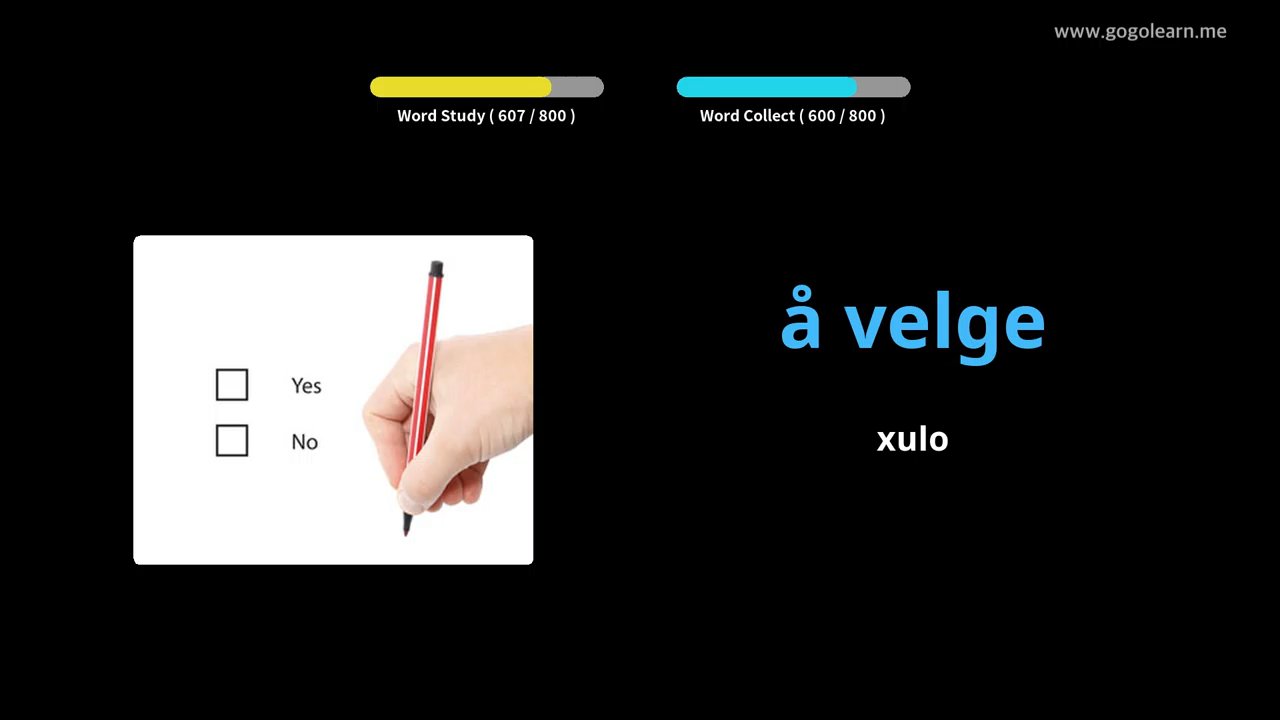 www.gogolearn.me
Word Study ( 607 / 800 )
Word Collect ( 600 / 800 )
Yes
No
å velge
xulo